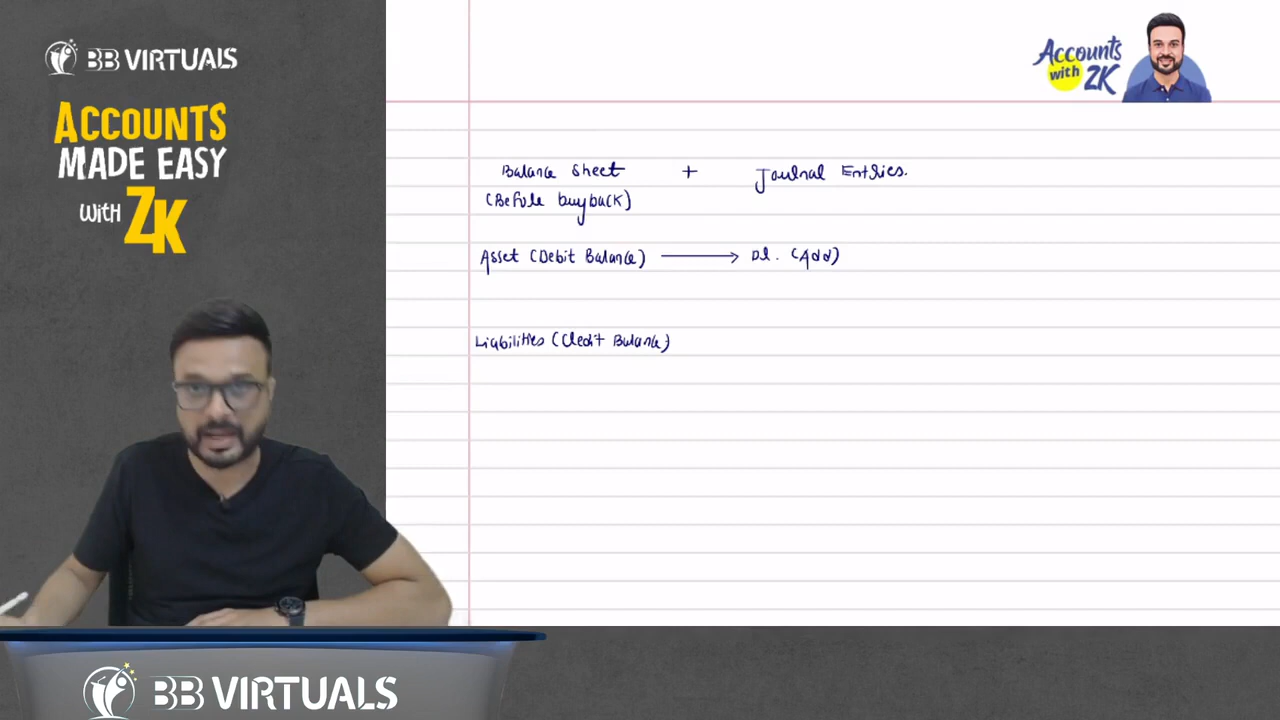 BB VIRTUALS
ACCOUNTS
MADE EASY
WITH ZK
Accounts
with ZK
Balance Sheet + Journal Entries.
(Before buyback)
Asset (Debit Balance) → Dr. (Add)
Liabilities (Credit Balance)
BB VIRTUALS